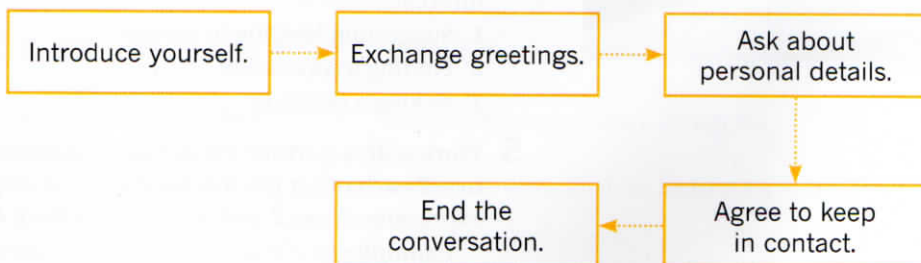 Introduce yourself.
Exchange greetings.
Ask about
personal details.
Agree to keep
in contact.
End the
conversation.